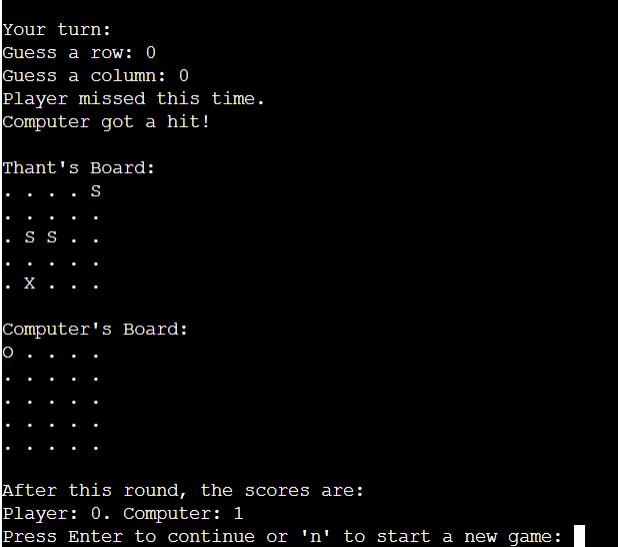 Your turn:
Guess a row: 0
Guess a column: 0
Player missed this time.
Computer got a hit!
Thant's Board:
. . . . S
. . . . .
. S S . .
. . . . .
. X . . .
Computer's Board:
O . . . .
. . . . .
. . . . .
. . . . .
. . . . .
After this round, the scores are:
Player: 0. Computer: 1
Press Enter to continue or 'n' to start a new game: